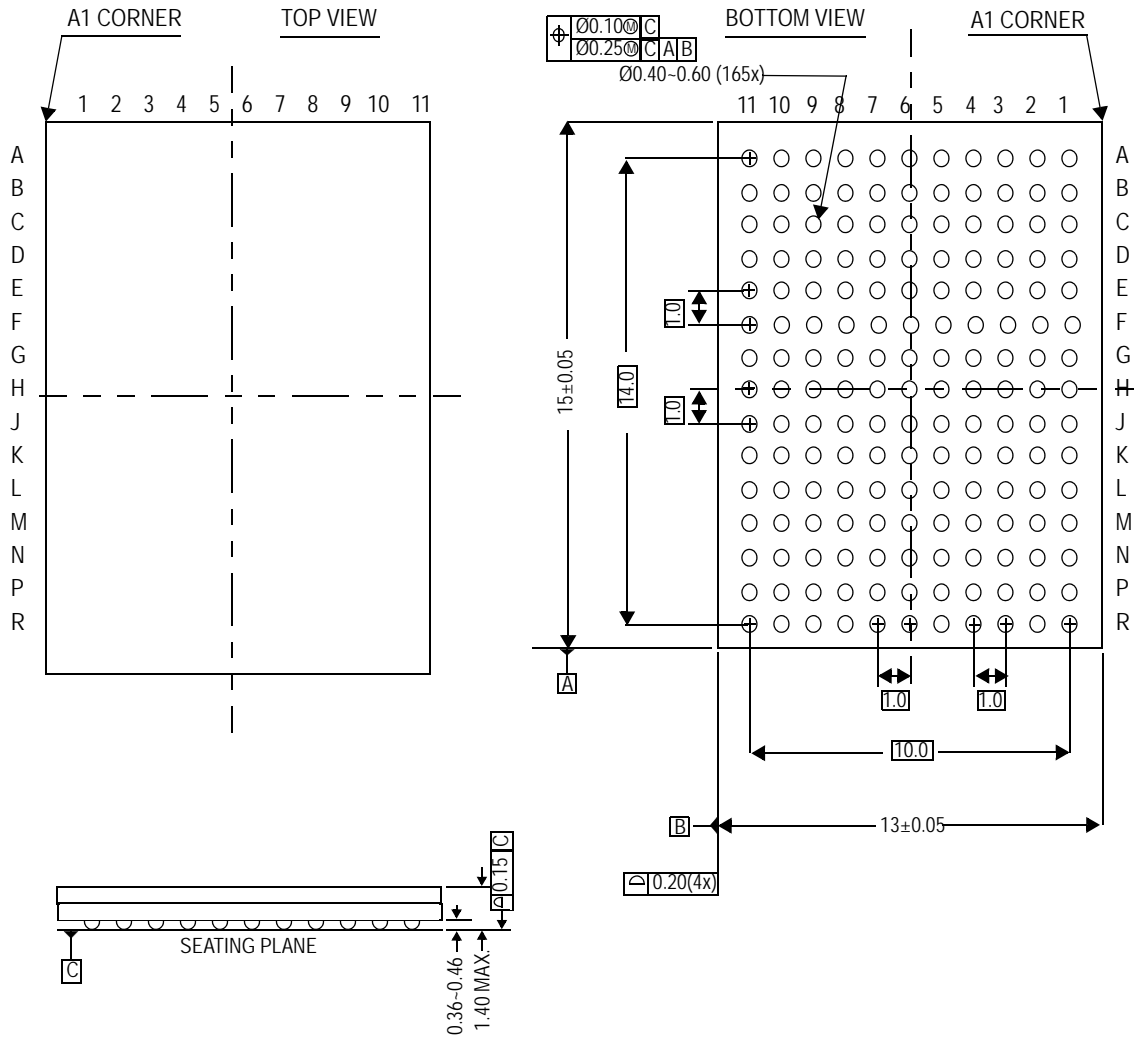 A1 CORNER TOP VIEW BOTTOM VIEW A1 CORNER
Ø0.10Ⓜ C
Ø0.25Ⓜ C A B
Ø0.40~0.60 (165x)
1 2 3 4 5 6 7 8 9 10 11
11 10 9 8 7 6 5 4 3 2 1
A
B
C
D
E
F
G
H
J
K
L
M
N
P
R
15±0.05
14.0
1.0
1.0
A
B
C
D
E
F
G
H
J
K
L
M
N
P
R
A
1.0 1.0
10.0
B 13±0.05
0.20(4x)
0.15 C
SEATING PLANE
C
0.36~0.46
1.40 MAX.